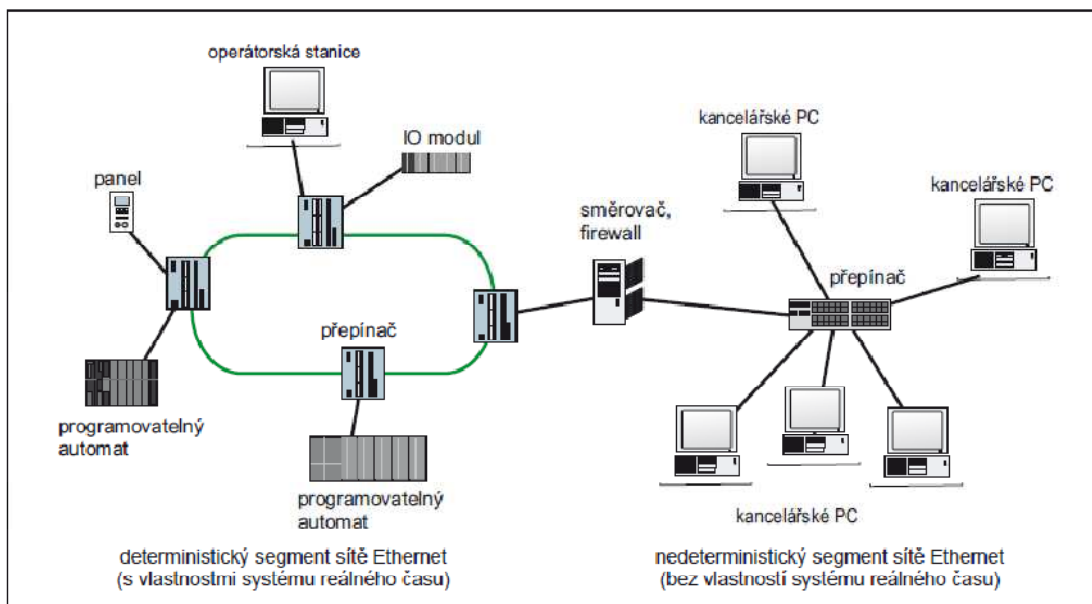 operátorská stanice
IO modul
panel
kancelářské PC
kancelářské PC
směrovač,
firewall
přepínač
přepínač
programovatelný
automat
programovatelný
automat
kancelářské PC
deterministický segment sítě Ethernet
(s vlastnostmi systému reálného času)
nedeterministický segment sítě Ethernet
(bez vlastností systému reálného času)